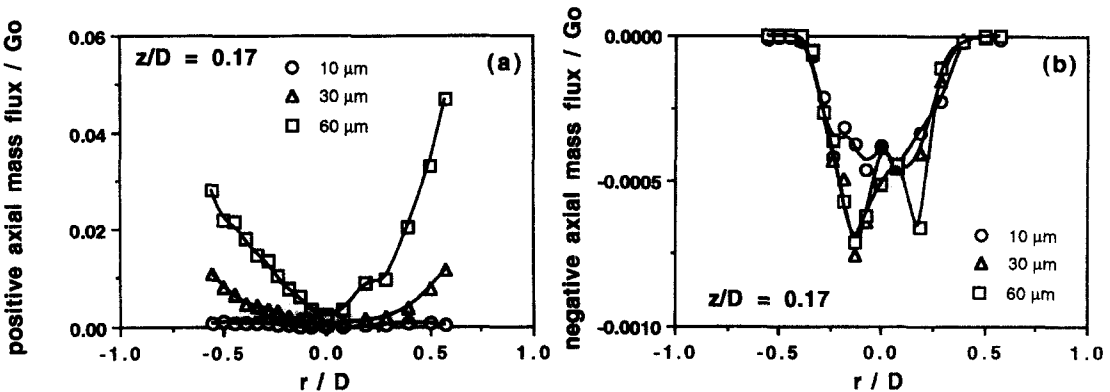 positive axial mass flux / Go
0.06
0.04
0.02
0.00
z/D = 0.17
(a)
10 μm
30 μm
60 μm
-1.0
-0.5
0.0
0.5
1.0
r / D
negative axial mass flux / Go
0.0000
-0.0005
-0.0010
(b)
10 μm
30 μm
60 μm
z/D = 0.17
-1.0
-0.5
0.0
0.5
1.0
r / D